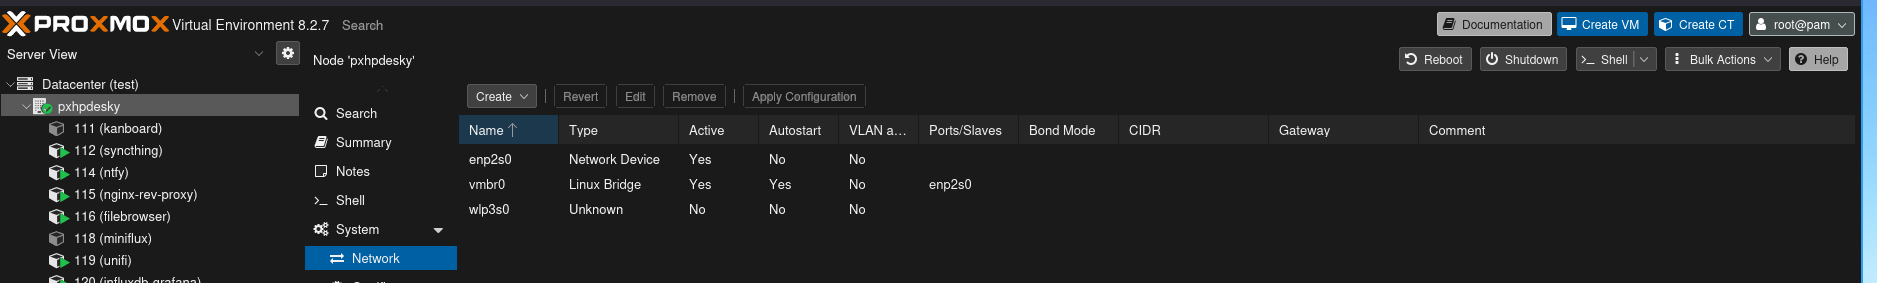 PROXMOX Virtual Environment 8.2.7 Search Documentation Create VM Create CT root@pam
Server View
Node 'pxhpdesky' Reboot Shutdown Shell Bulk Actions Help
Datacenter (test)
pxhpdesky
111 (kanboard)
112 (syncthing)
114 (ntfy)
115 (nginx-rev-proxy)
116 (filebrowser)
118 (miniflux)
119 (unifi)
120 (influxdb-grafana)
Search
Summary
Notes
Shell
System
Network
Create Revert Edit Remove Apply Configuration
Name Type Active Autostart VLAN a... Ports/Slaves Bond Mode CIDR Gateway Comment
enp2s0 Network Device Yes No No
vmbr0 Linux Bridge Yes Yes No enp2s0
wlp3s0 Unknown No No No